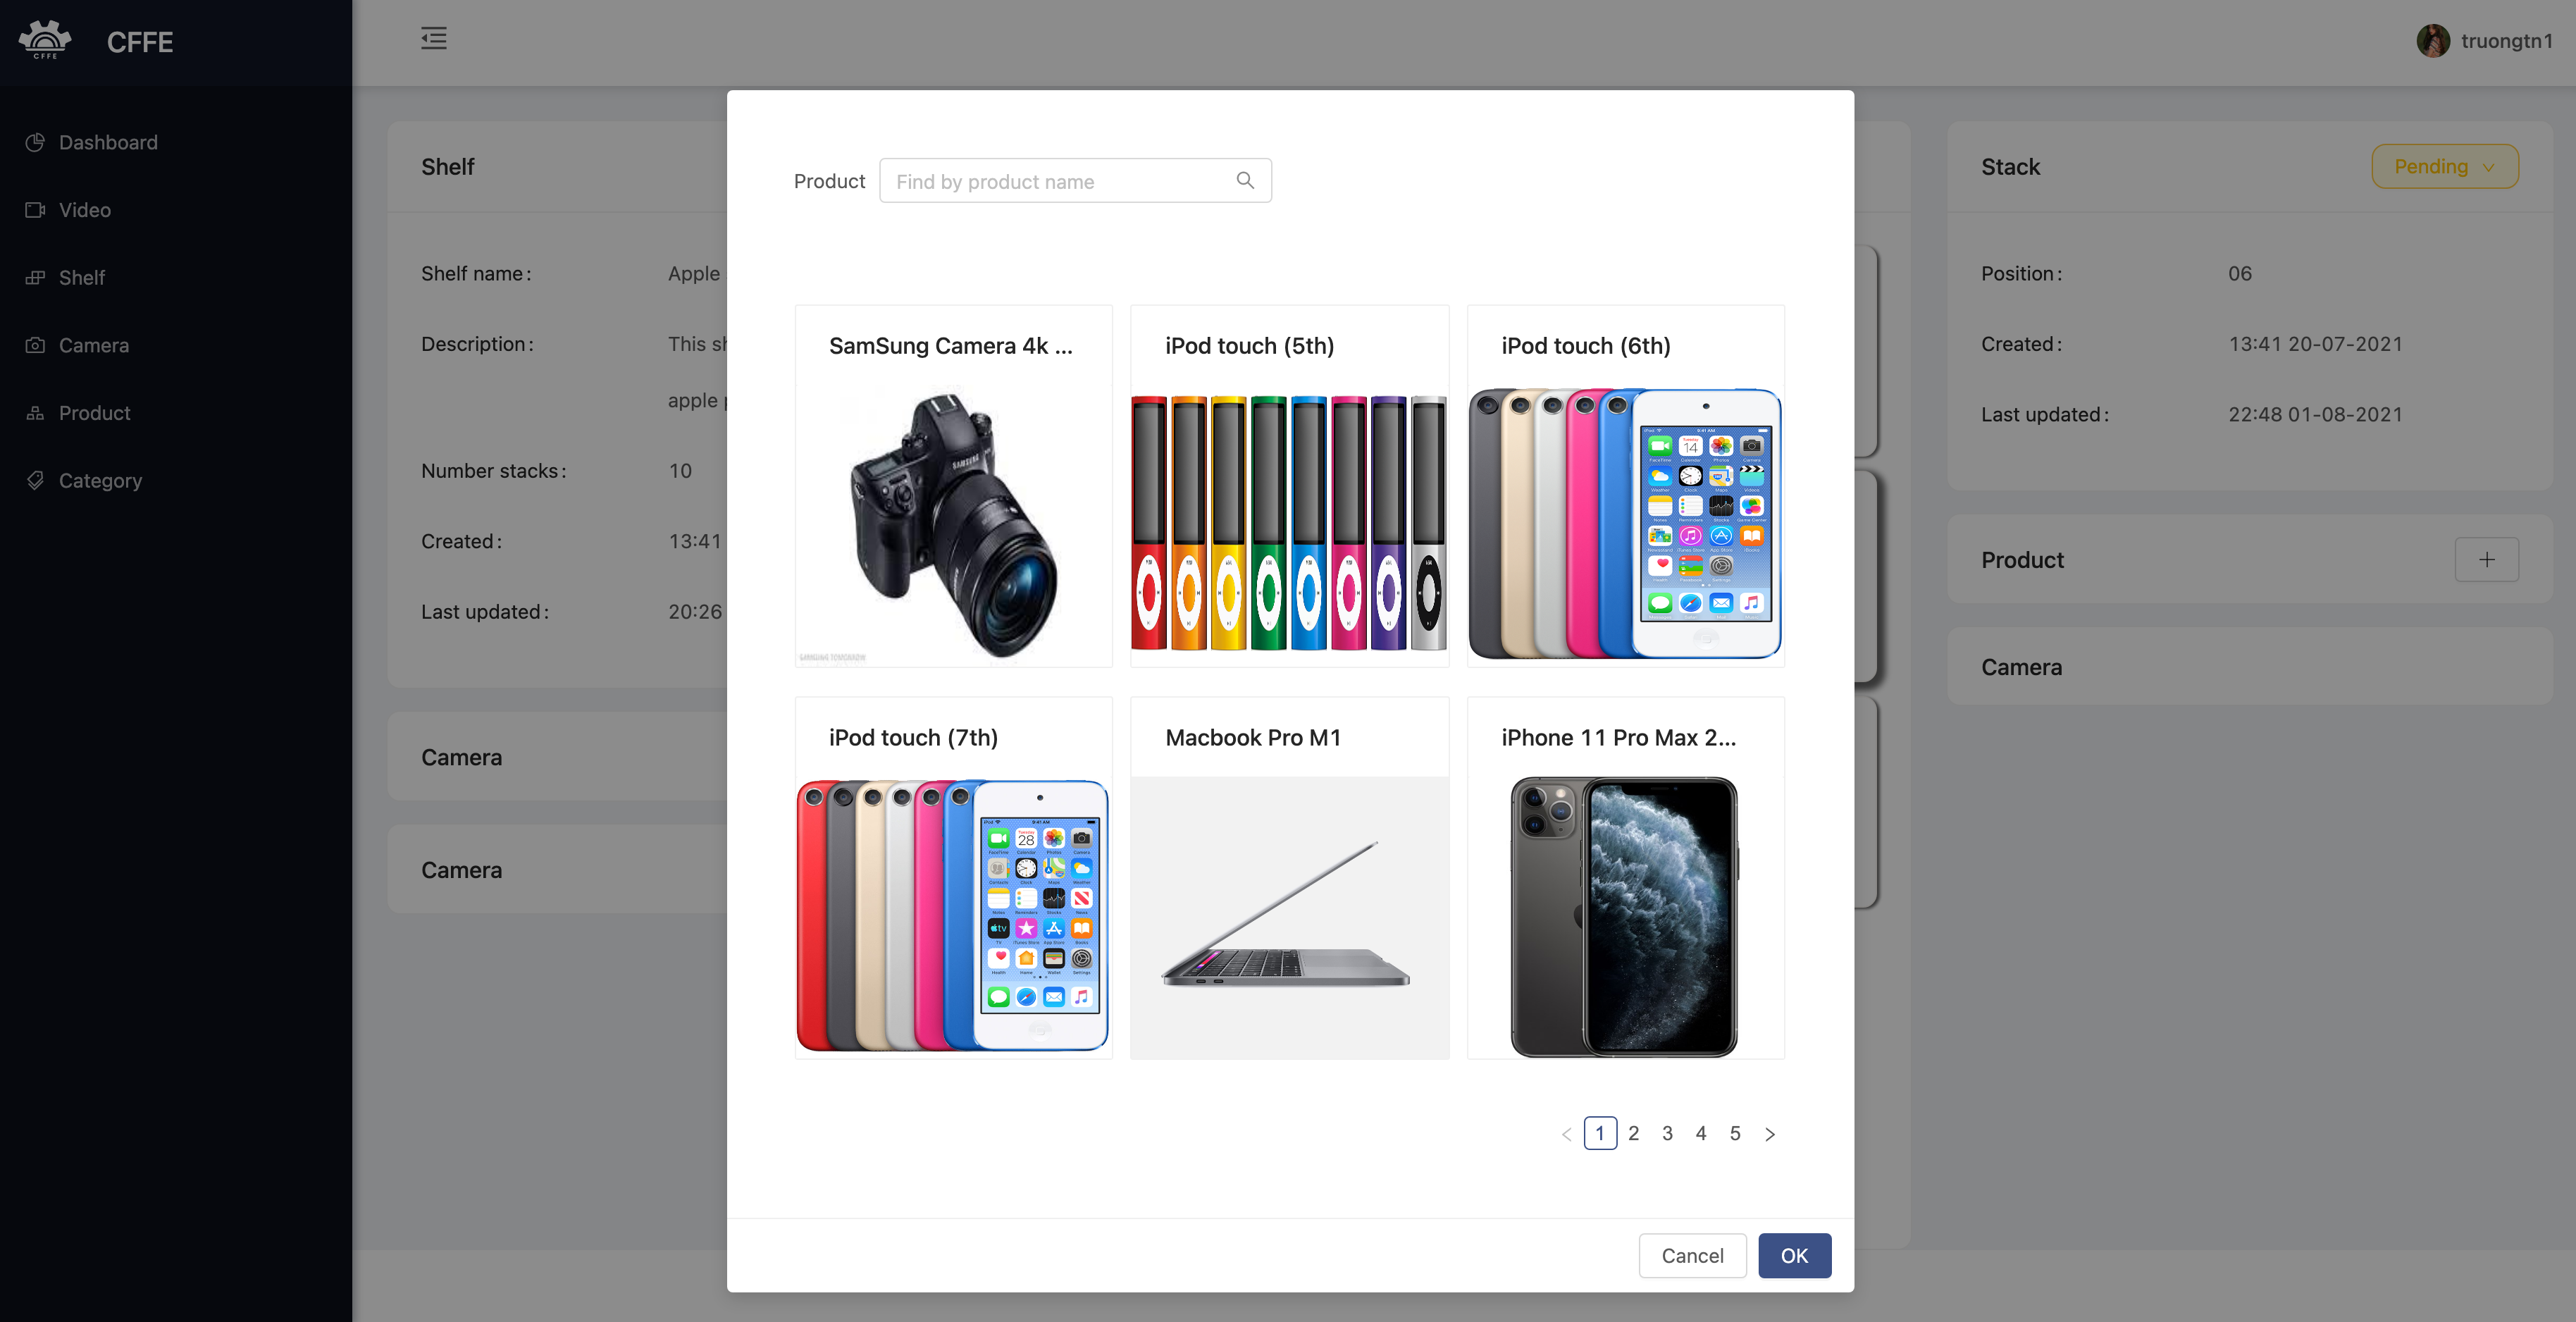 CFFE
CFFE
truongtn1
Dashboard
Video
Shelf
Camera
Product
Category
Shelf
Shelf name:
Apple
Description:
This sh
apple p
Number stacks:
10
Created:
13:41
Last updated:
20:26
Camera
Camera
Product
Find by product name
SamSung Camera 4k ...
SAMSUNG
SAMSUNG TOMORROW
iPod touch (5th)
iPod touch (6th)
iPod touch (7th)
Macbook Pro M1
iPhone 11 Pro Max 2...
1 2 3 4 5
Cancel
OK
Stack
Pending
Position:
06
Created:
13:41 20-07-2021
Last updated:
22:48 01-08-2021
Product
Camera